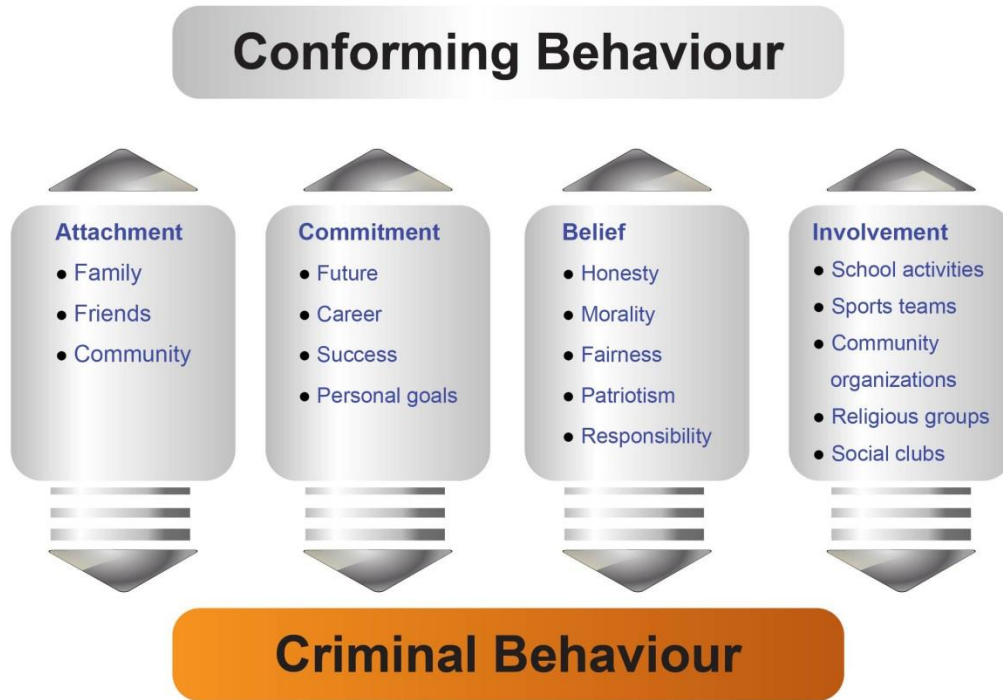 Conforming Behaviour
Attachment
● Family
● Friends
● Community
Commitment
● Future
● Career
● Success
● Personal goals
Belief
● Honesty
● Morality
● Fairness
● Patriotism
● Responsibility
Involvement
● School activities
● Sports teams
● Community
organizations
● Religious groups
● Social clubs
Criminal Behaviour